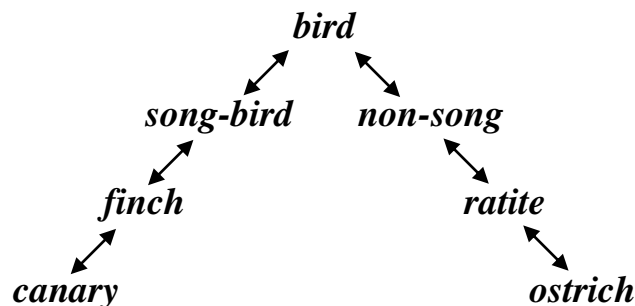 bird
song-bird non-song
finch ratite
canary ostrich